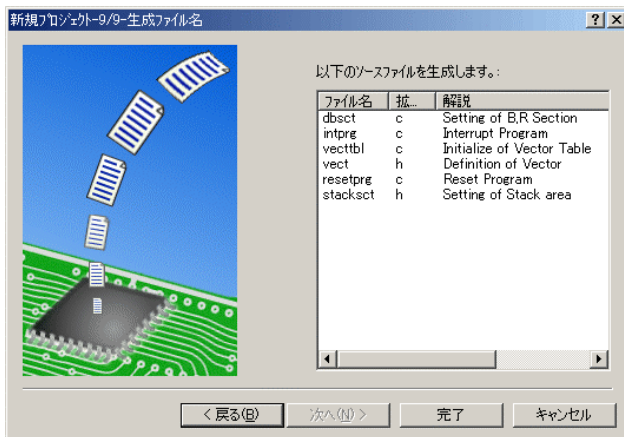 新規プロジェクト-9/9-生成ファイル名
以下のソースファイルを生成します。:
ファイル名 拡... 解説
dbsct c Setting of B,R Section
intprg c Interrupt Program
vecttbl c Initialize of Vector Table
vect h Definition of Vector
resetprg c Reset Program
stacksct h Setting of Stack area
< 戻る(B) 次へ(N) > 完了 キャンセル